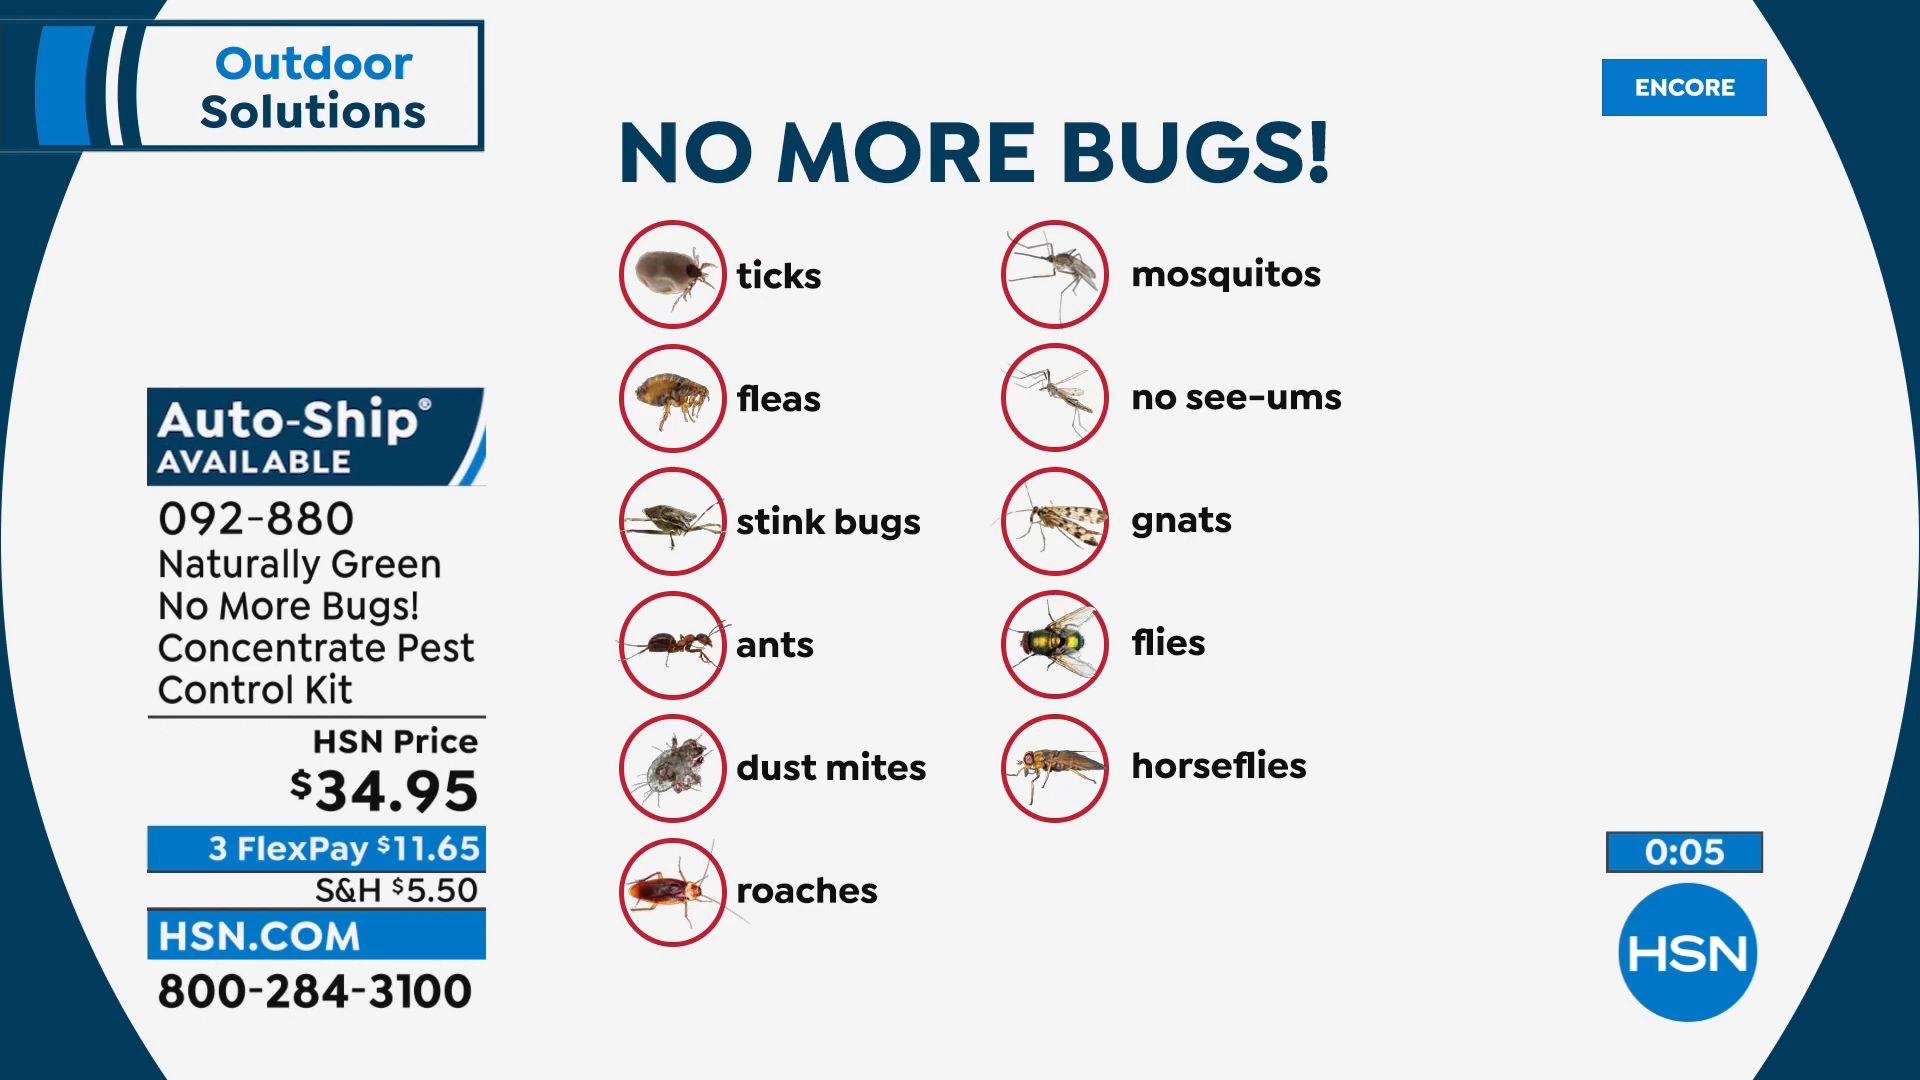 Outdoor
Solutions
ENCORE
NO MORE BUGS!
ticks
mosquitos
fleas
no see-ums
stink bugs
gnats
ants
flies
dust mites
horseflies
roaches
Auto-Ship®
AVAILABLE
092-880
Naturally Green
No More Bugs!
Concentrate Pest
Control Kit
HSN Price
$34.95
3 FlexPay $11.65
S&H $5.50
HSN.COM
800-284-3100
0:05
HSN